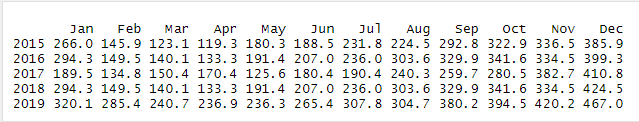 Jan Feb Mar Apr May Jun Jul Aug Sep Oct Nov Dec
2015 266.0 145.9 123.1 119.3 180.3 188.5 231.8 224.5 292.8 322.9 336.5 385.9
2016 294.3 149.5 140.1 133.3 191.4 207.0 236.0 303.6 329.9 341.6 334.5 399.3
2017 189.5 134.8 150.4 170.4 125.6 180.4 190.4 240.3 259.7 280.5 382.7 410.8
2018 294.3 149.5 140.1 133.3 191.4 207.0 236.0 303.6 329.9 341.6 334.5 424.5
2019 320.1 285.4 240.7 236.9 236.3 265.4 307.8 304.7 380.2 394.5 420.2 467.0